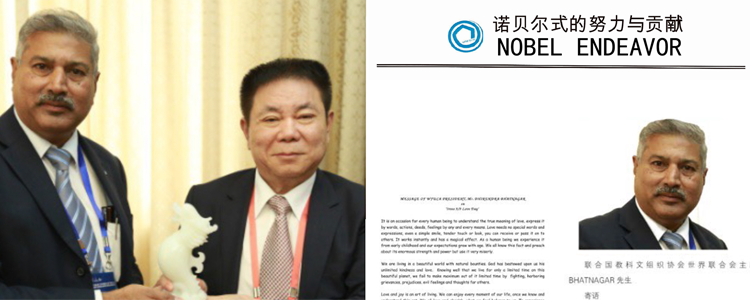 诺贝尔式的努力与贡献
NOBEL ENDEAVOR
MESSAGE OF WORLD PRESIDENT, MR. BHATNAGAR
on
It is an occasion for every human being to understand the true meaning of love, express it
by words, actions, deeds, feelings by any and every means. Love needs no special words and
expressions; even a simple smile, tender touch or look, you can receive or pass it on to
others. It works instantly and has a magical effect. As a human being we experience it
from early childhood and our expectations grow with age. We all know this fact and preach
about its enormous strength and power but use it very scantly.
We are living in a beautiful world with natural bounties. God has bestowed upon us his
unlimited kindness and love. Knowing well that we live for only a limited time on this
beautiful planet, we fail to make maximum out of it limited time by fighting, bothering
grievances, prejudices, evil feelings and thoughts for others.
Love and joy is an art of living. We can enjoy every moment of our life, once we know and
联合国教科文组织协会世界联合会主
BHATNAGAR 先生
寄语